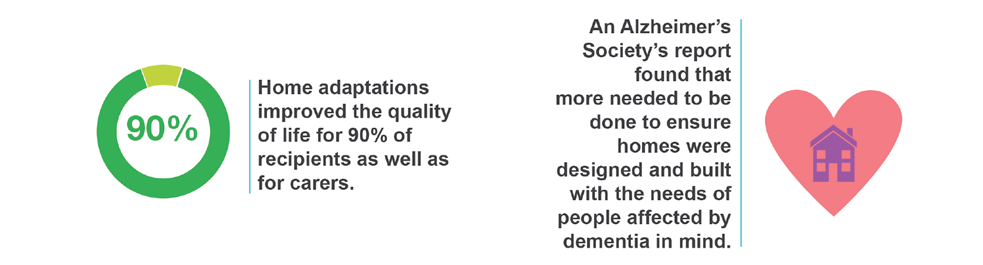 90%
Home adaptations
improved the quality
of life for 90% of
recipients as well as
for carers.
An Alzheimer’s
Society’s report
found that
more needed to be
done to ensure
homes were
designed and built
with the needs of
people affected by
dementia in mind.